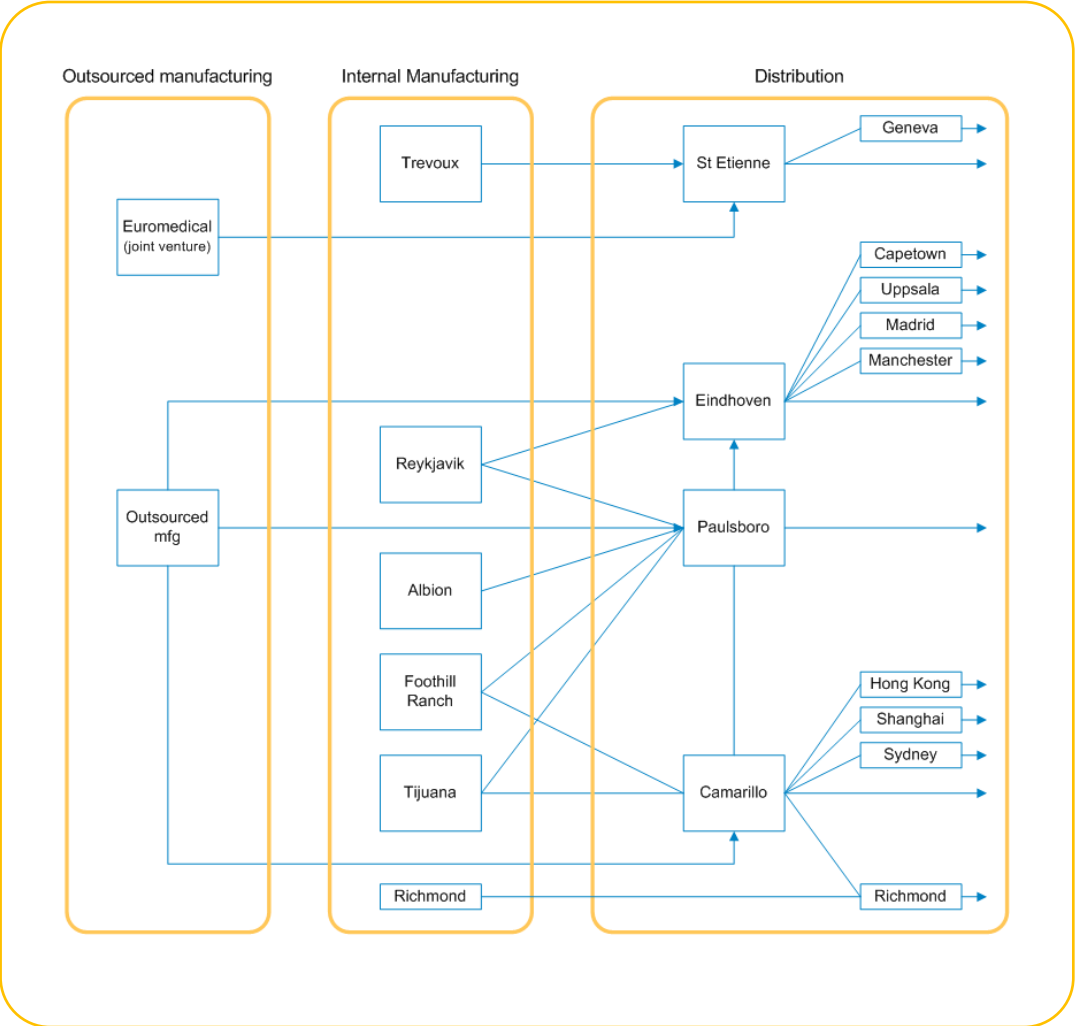 Outsourced manufacturing
Internal Manufacturing
Distribution
Geneva
Trevoux
St Etienne
Euromedical
(joint venture)
Capetown
Uppsala
Madrid
Manchester
Eindhoven
Reykjavik
Outsourced
mfg
Paulsboro
Albion
Foothill
Ranch
Hong Kong
Shanghai
Sydney
Tijuana
Camarillo
Richmond
Richmond